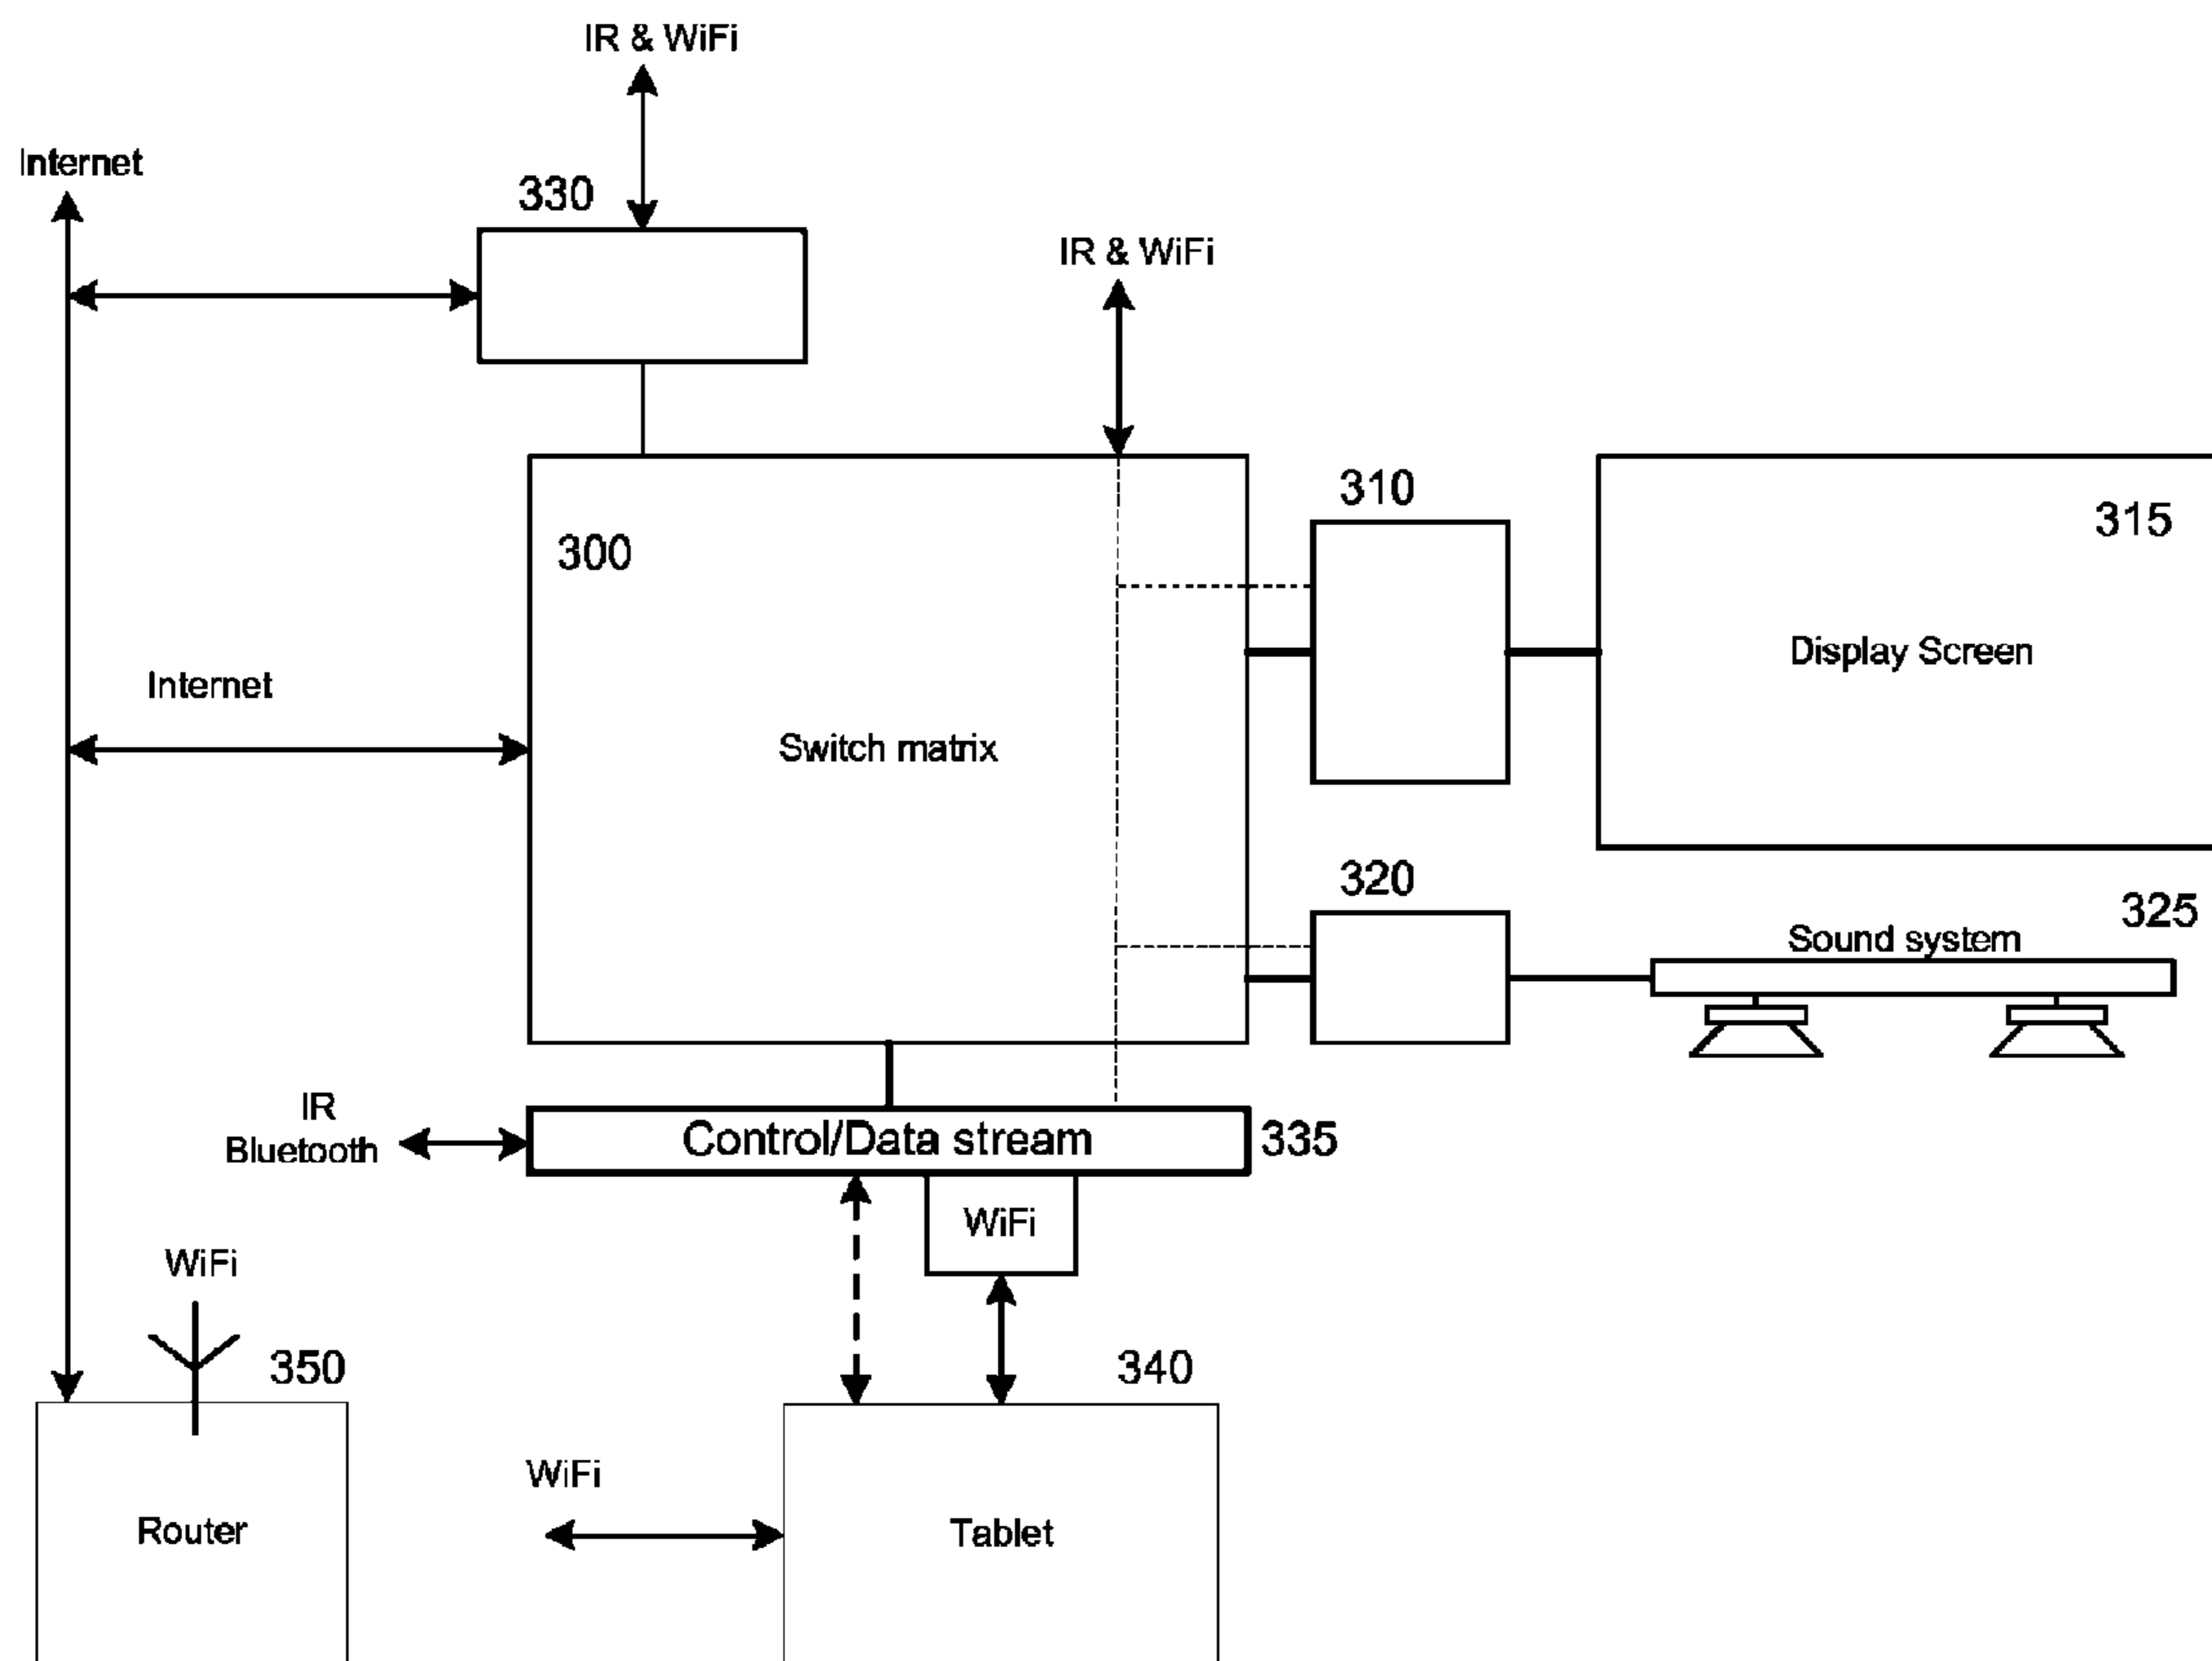 IR & WiFi
Internet
330
IR & WiFi
310
315
300
Display Screen
Internet
Switch matrix
320
325
Sound system
IR
Bluetooth
Control/Data stream
335
WiFi
WiFi
350
340
WiFi
Router
Tablet